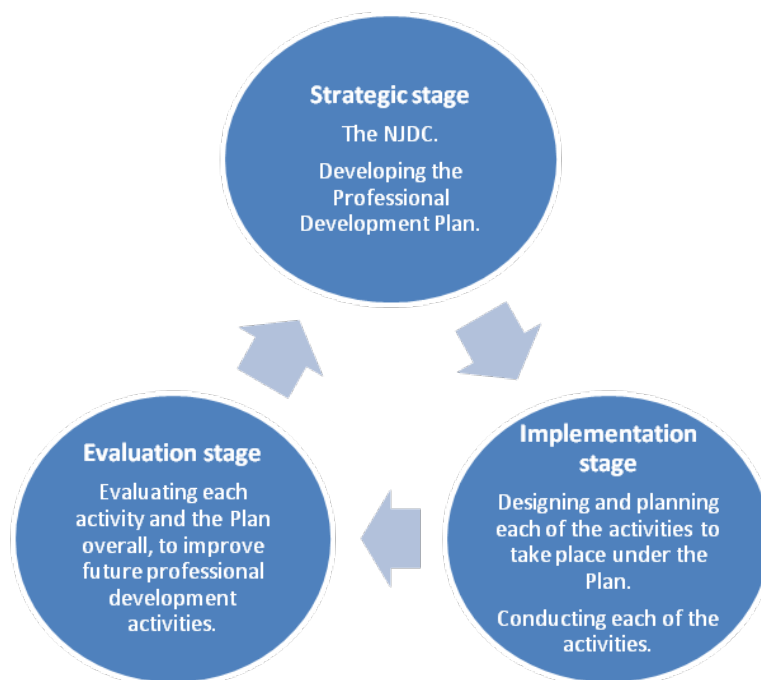 Strategic stage
The NJDC.
Developing the
Professional
Development Plan.
Implementation
stage
Designing and planning
each of the activities to
take place under the
Plan.
Conducting each of the
activities.
Evaluation stage
Evaluating each
activity and the Plan
overall, to improve
future professional
development
activities.